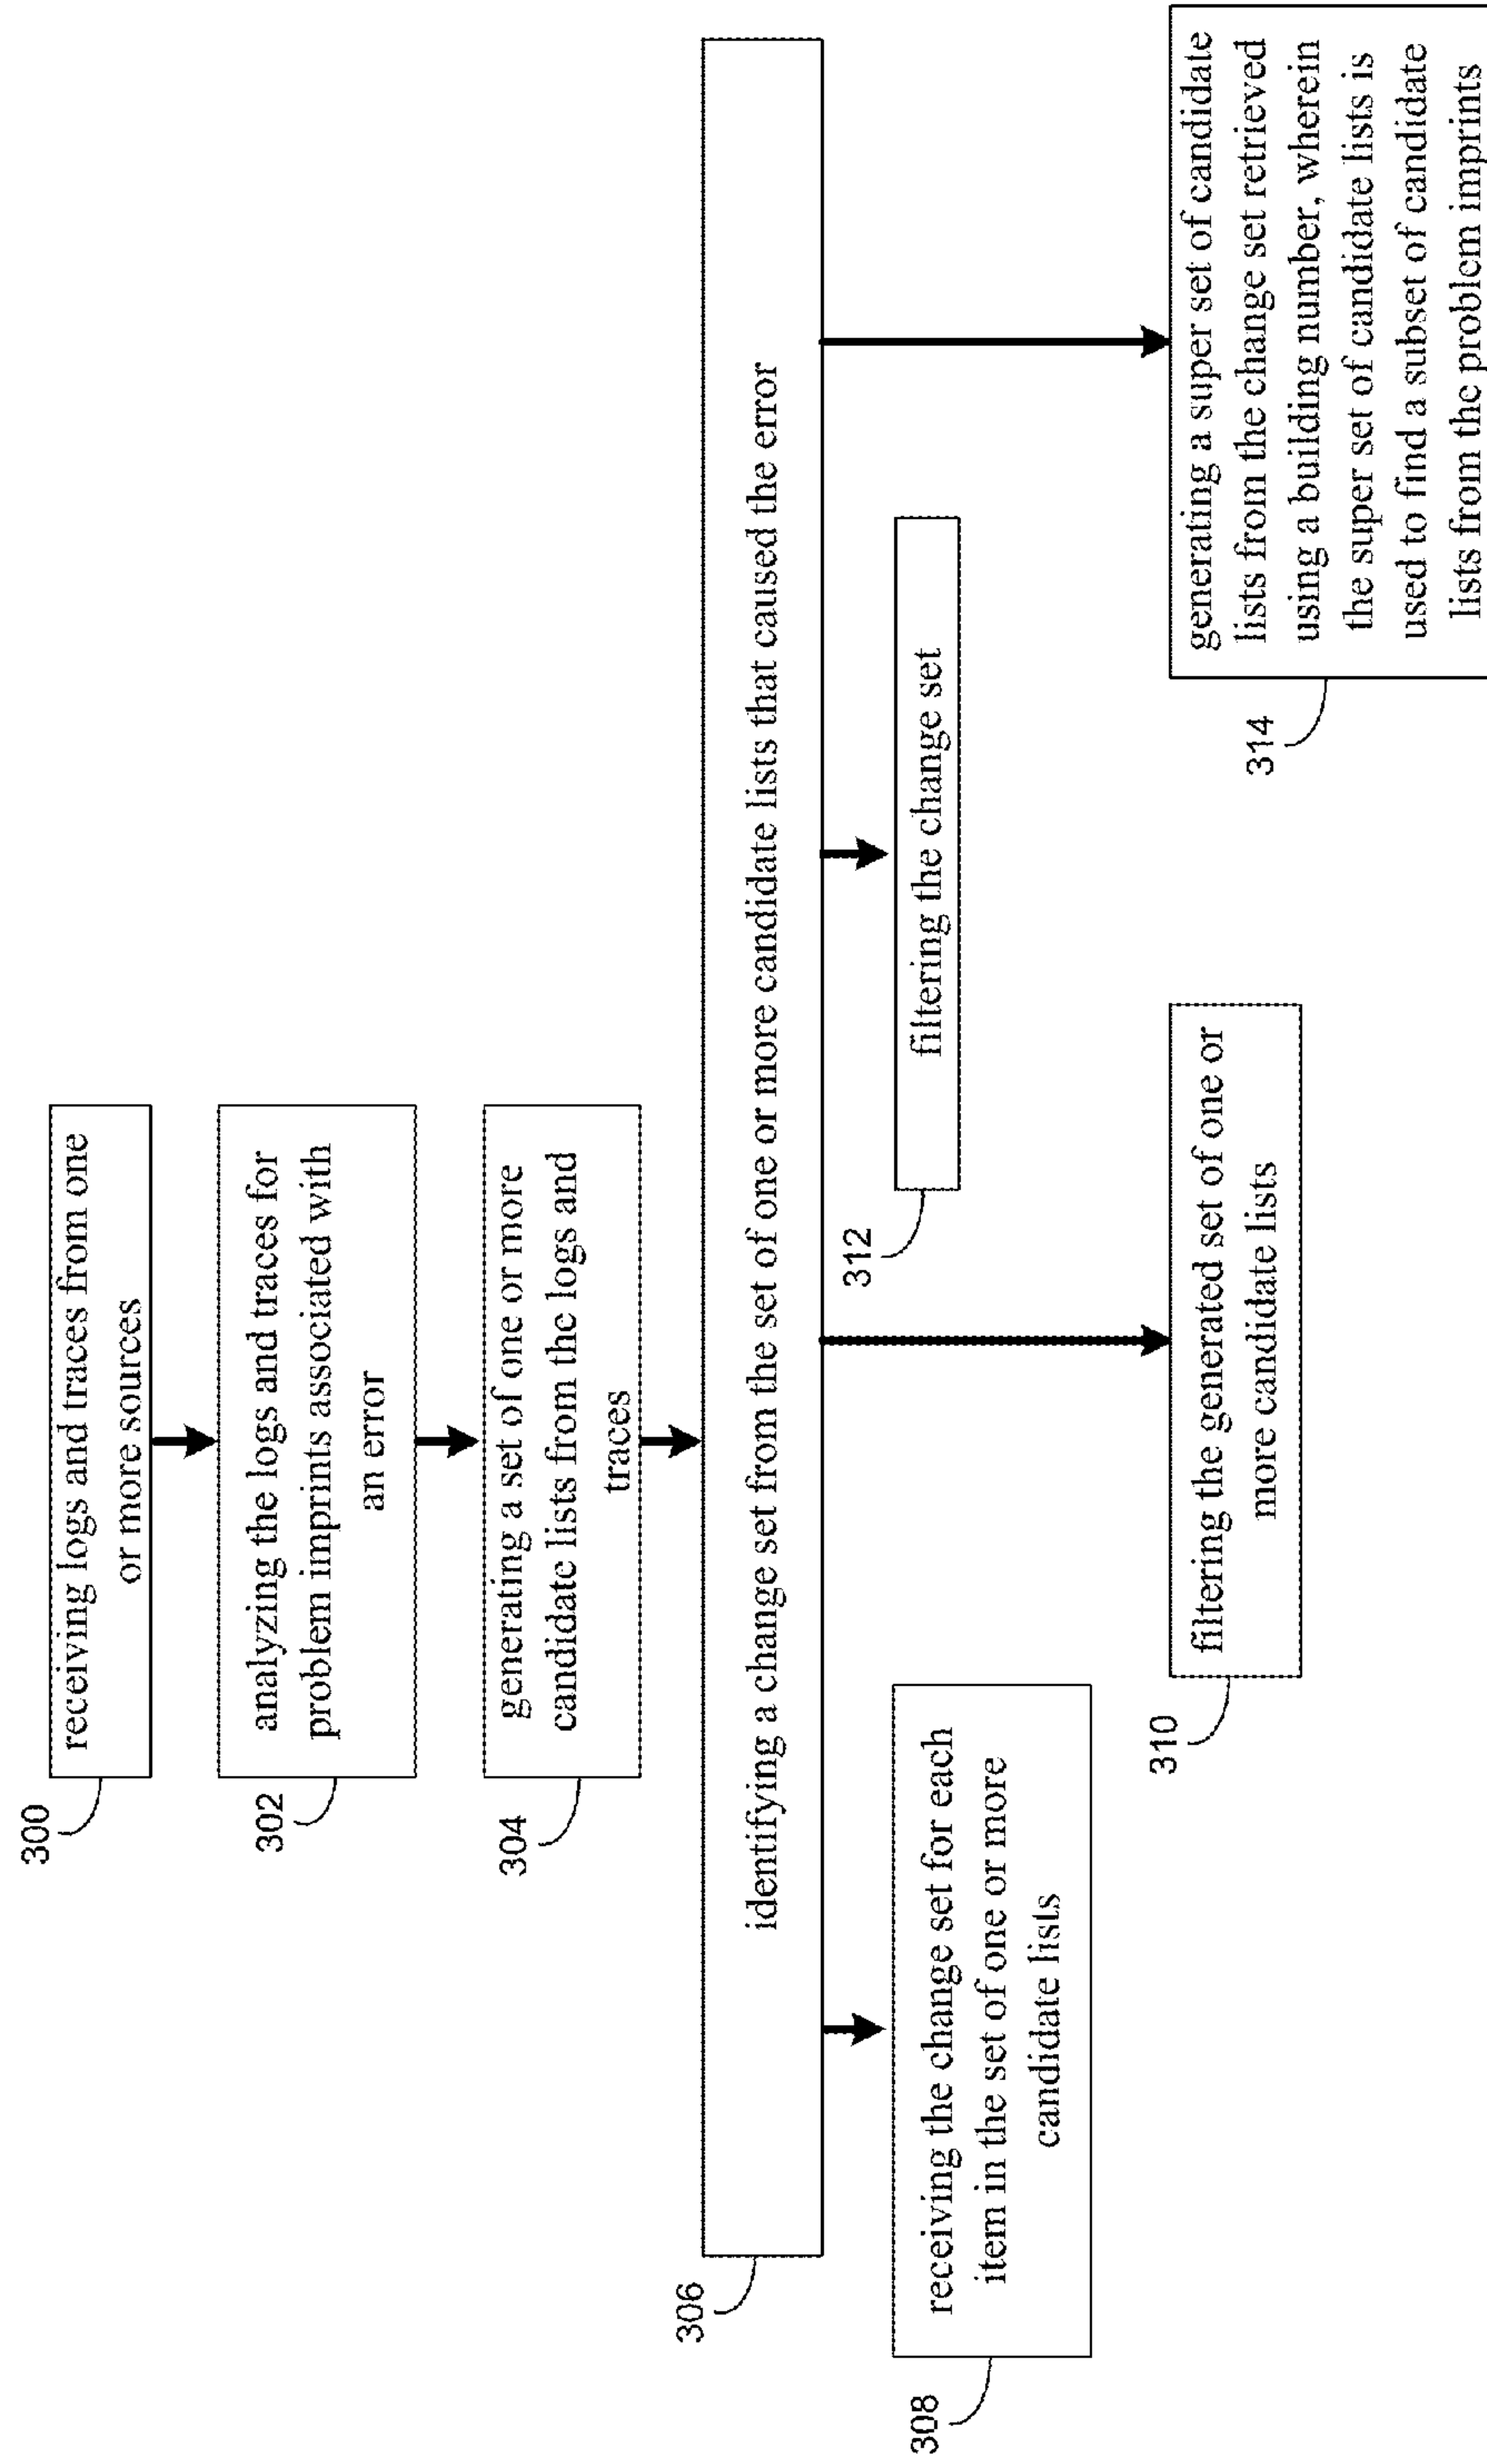 300
receiving logs and traces from one
or more sources
302
analyzing the logs and traces for
problem imprints associated with
an error
304
generating a set of one or more
candidate lists from the logs and
traces
306
identifying a change set from the set of one or more candidate lists that caused the error
308
receiving the change set for each
item in the set of one or more
candidate lists
310
filtering the generated set of one or
more candidate lists
312
filtering the change set
314
generating a super set of candidate
lists from the change set retrieved
using a building number, wherein
the super set of candidate lists is
used to find a subset of candidate
lists from the problem imprints